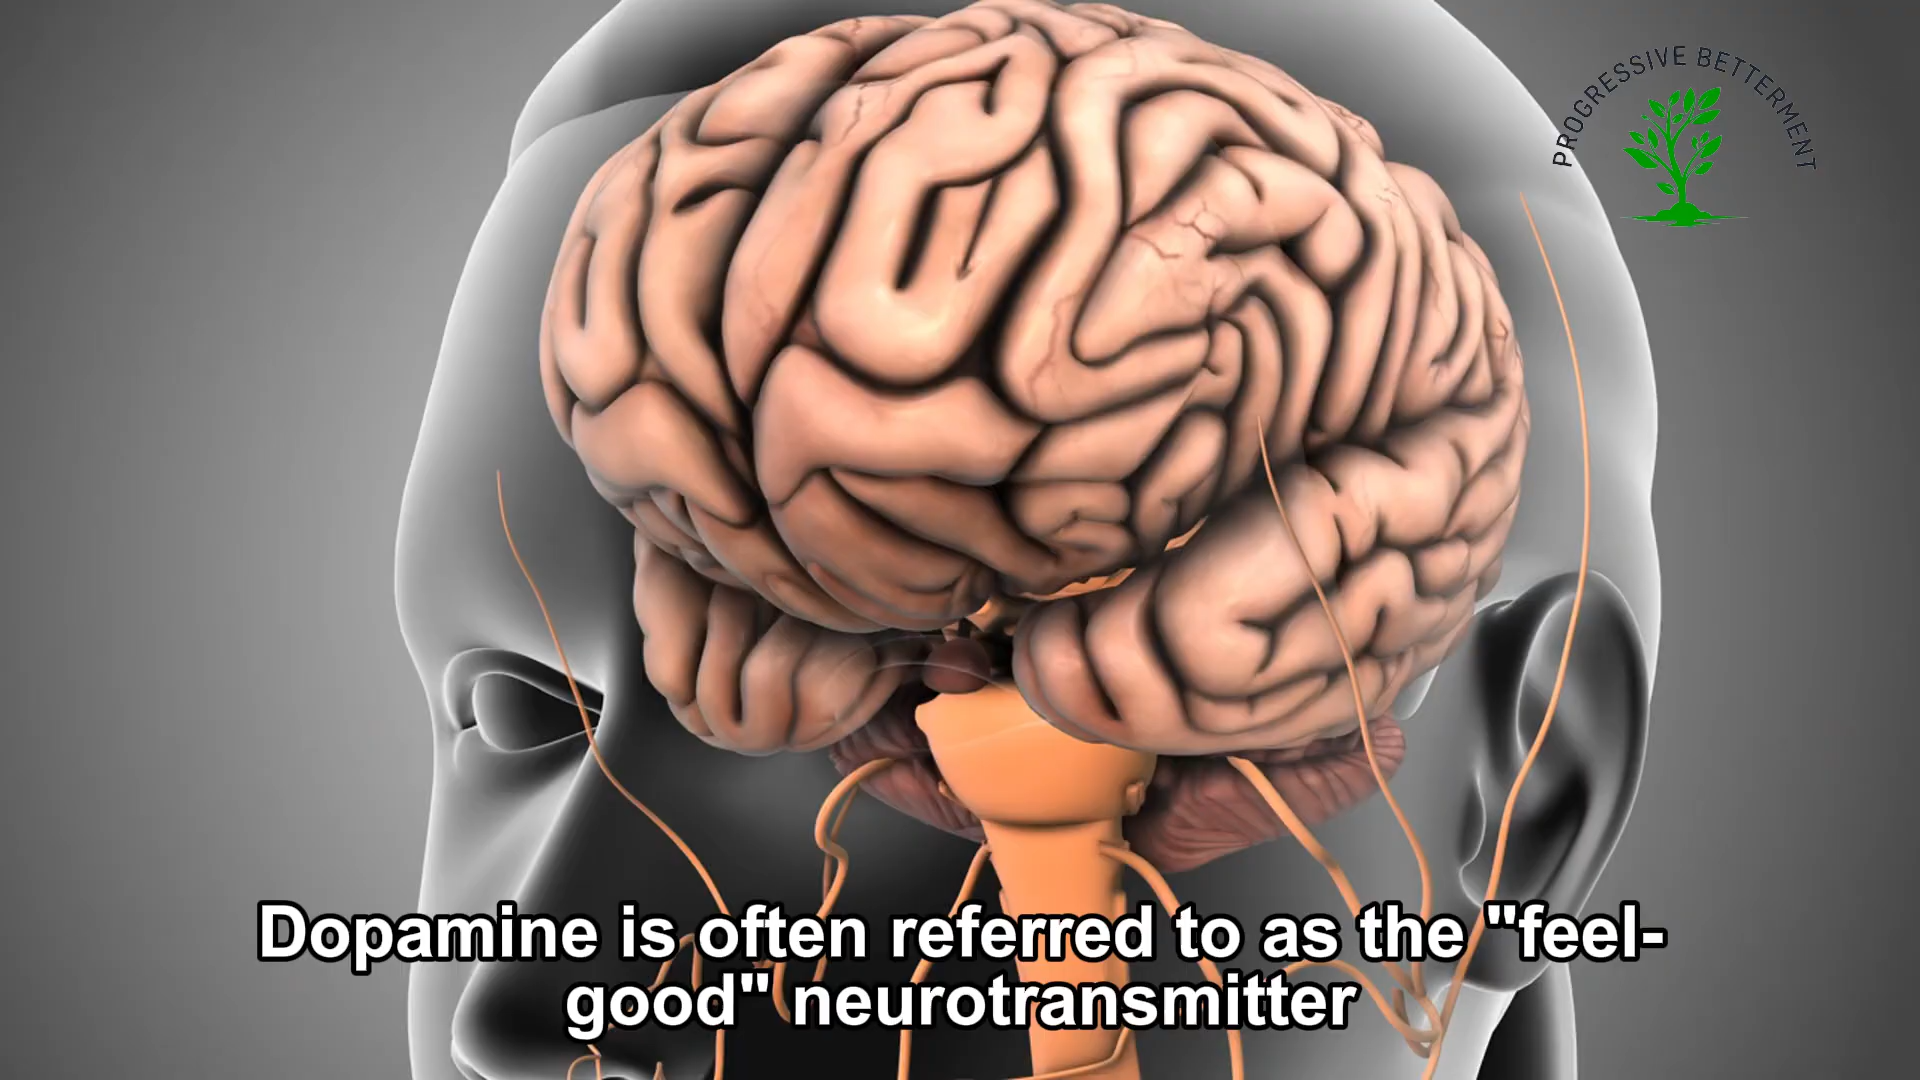 PROGRESSIVE BETTERMENT
Dopamine is often referred to as the "feel-
good" neurotransmitter